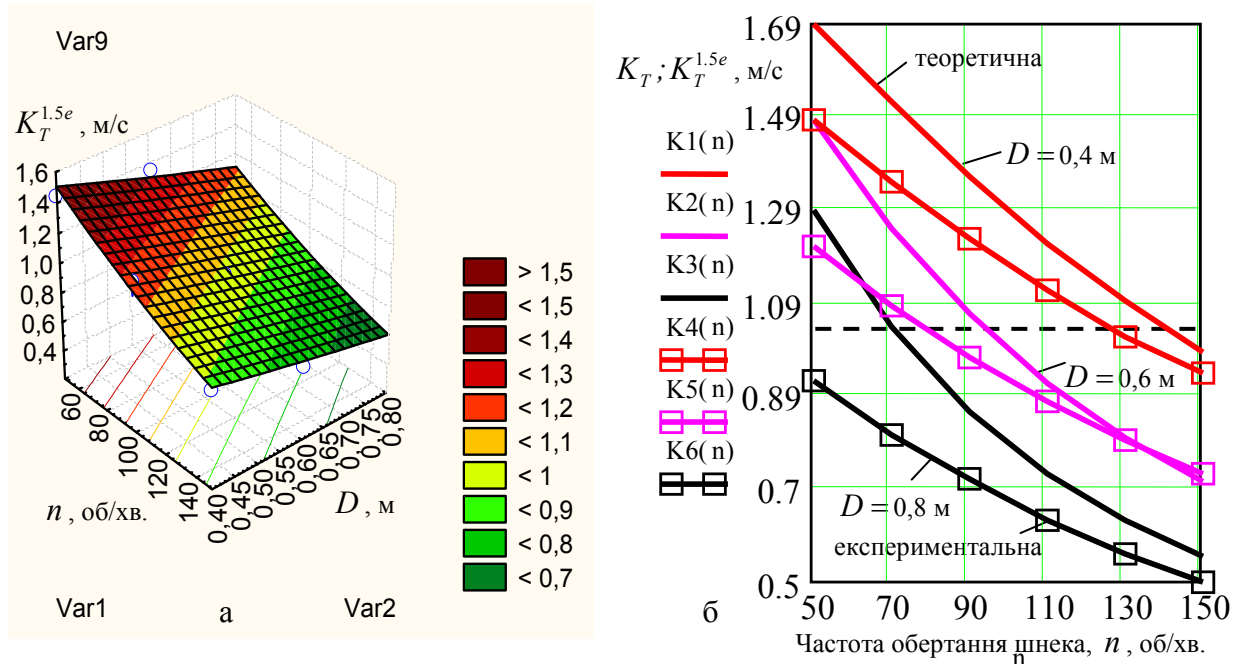 Var9
K_T^{1.5e} , м/с
1,6
1,4
1,2
1,0
0,8
0,6
0,4
60
80
100
120
140
n , об/хв.
0,40
0,45
0,50
0,55
0,60
0,65
0,70
0,75
0,80
D , м
> 1,5
< 1,5
< 1,4
< 1,3
< 1,2
< 1,1
< 1
< 0,9
< 0,8
< 0,7
Var1
а
Var2
K_T ; K_T^{1.5e} , м/с
K1( n)
K2( n)
K3( n)
K4( n)
K5( n)
K6( n)
1.69
1.49
1.29
1.09
0.89
0.7
0.5
теоретична
D = 0,4 м
D = 0,6 м
D = 0,8 м
експериментальна
б
50 70 90 110 130 150
Частота обертання шнека, n , об/хв.
n